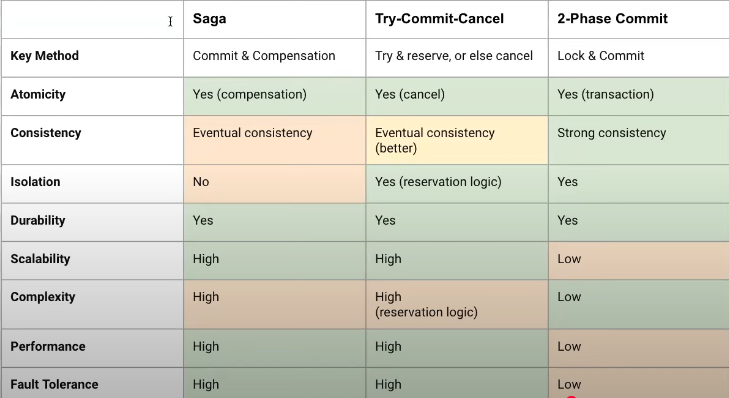 Saga Try-Commit-Cancel 2-Phase Commit
Key Method Commit & Compensation Try & reserve, or else cancel Lock & Commit
Atomicity Yes (compensation) Yes (cancel) Yes (transaction)
Consistency Eventual consistency Eventual consistency Strong consistency
(better)
Isolation No Yes (reservation logic) Yes
Durability Yes Yes Yes
Scalability High High Low
Complexity High High Low
(reservation logic)
Performance High High Low
Fault Tolerance High High Low